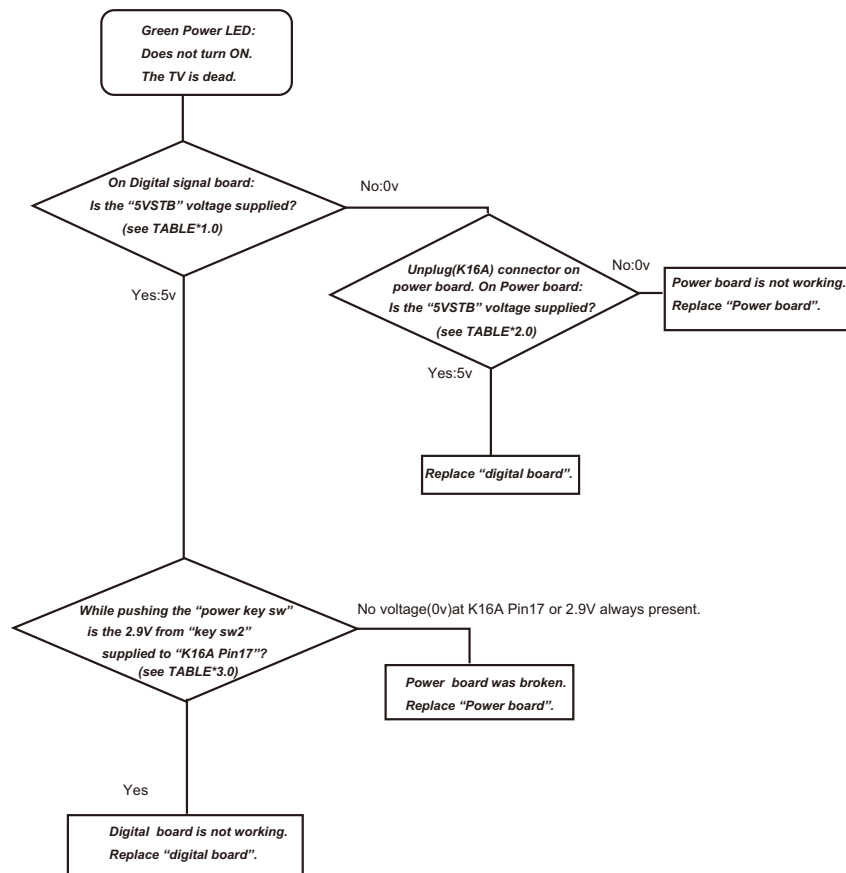 Green Power LED:
Does not turn ON.
The TV is dead.
On Digital signal board:
Is the “5VSTB” voltage supplied?
(see TABLE*1.0)
No:0v
Yes:5v
Unplug(K16A) connector on
power board. On Power board:
Is the “5VSTB” voltage supplied?
(see TABLE*2.0)
No:0v
Power board is not working.
Replace “Power board”.
Yes:5v
Replace “digital board”.
While pushing the “power key sw”
is the 2.9V from “key sw2”
supplied to “K16A Pin17”?
(see TABLE*3.0)
No voltage(0v)at K16A Pin17 or 2.9V always present.
Power board was broken.
Replace “Power board”.
Yes
Digital board is not working.
Replace “digital board”.